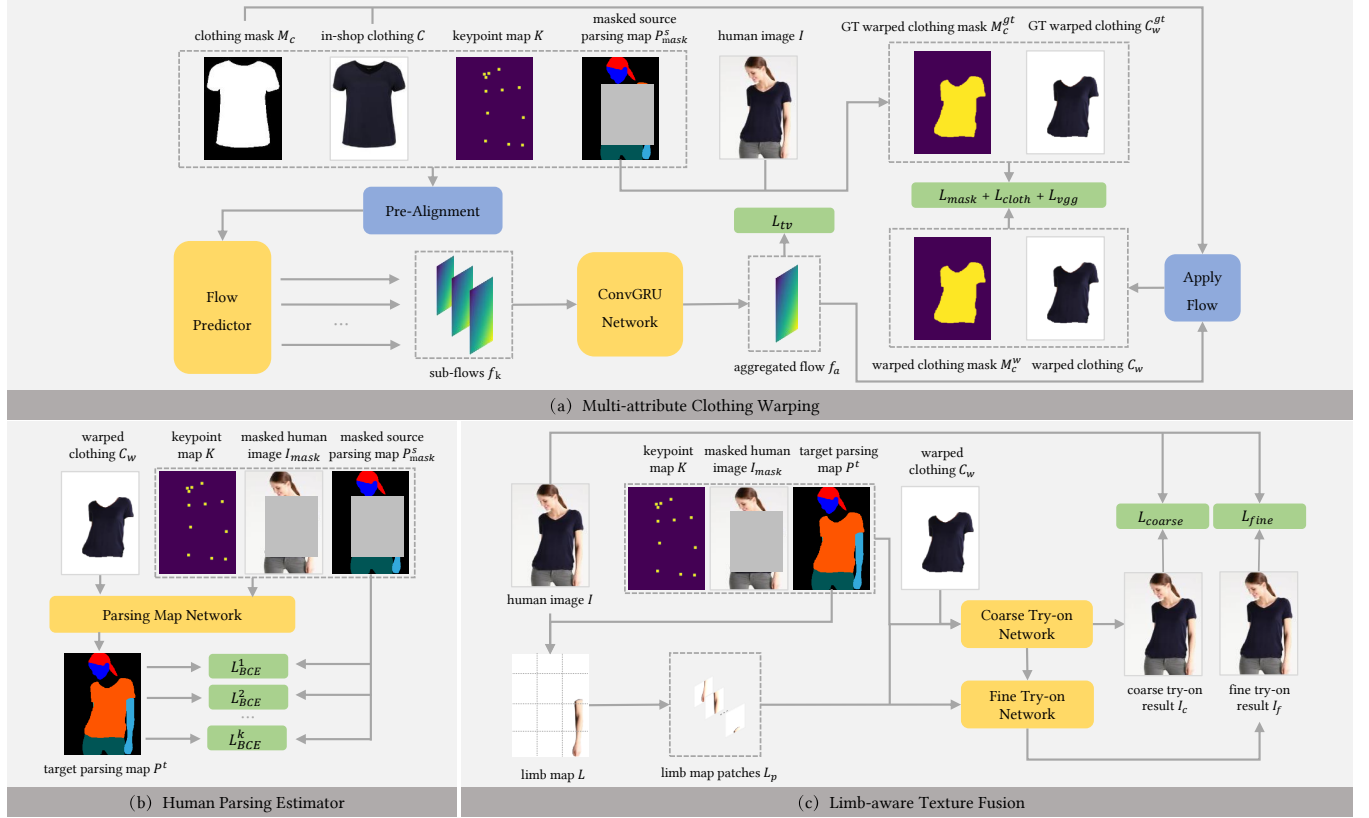 clothing mask M_c
in-shop clothing C
keypoint map K
masked source
parsing map P^s_mask
human image I
GT warped clothing mask M_c^gt
GT warped clothing C_w^gt
Pre-Alignment
L_mask + L_cloth + L_vgg
L_tv
Flow
Predictor
...
sub-flows f_k
ConvGRU
Network
aggregated flow f_a
warped clothing mask M_c^w
warped clothing C_w
Apply
Flow
(a) Multi-attribute Clothing Warping
warped
clothing C_w
keypoint
map K
masked human
image I_mask
masked source
parsing map P^s_mask
Parsing Map Network
L^1_BCE
L^2_BCE
...
L^k_BCE
target parsing map P^t
(b) Human Parsing Estimator
human image I
keypoint
map K
masked human
image I_mask
target parsing
map P^t
warped
clothing C_w
L_coarse
L_fine
Coarse Try-on
Network
Fine Try-on
Network
coarse try-on
result I_c
fine try-on
result I_f
limb map L
...
limb map patches L_p
(c) Limb-aware Texture Fusion